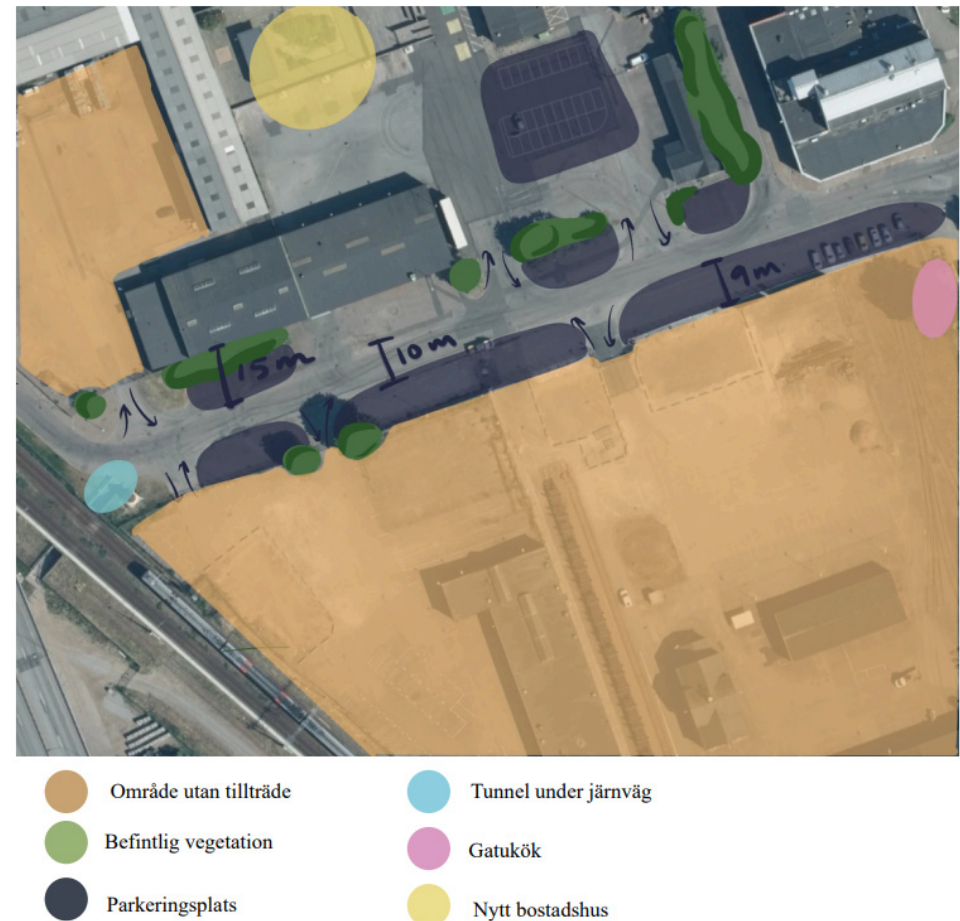 9m
10m
15m
Område utan tillträde
Tunnel under järnväg
Befintlig vegetation
Gatukök
Parkeringsplats
Nytt bostadshus